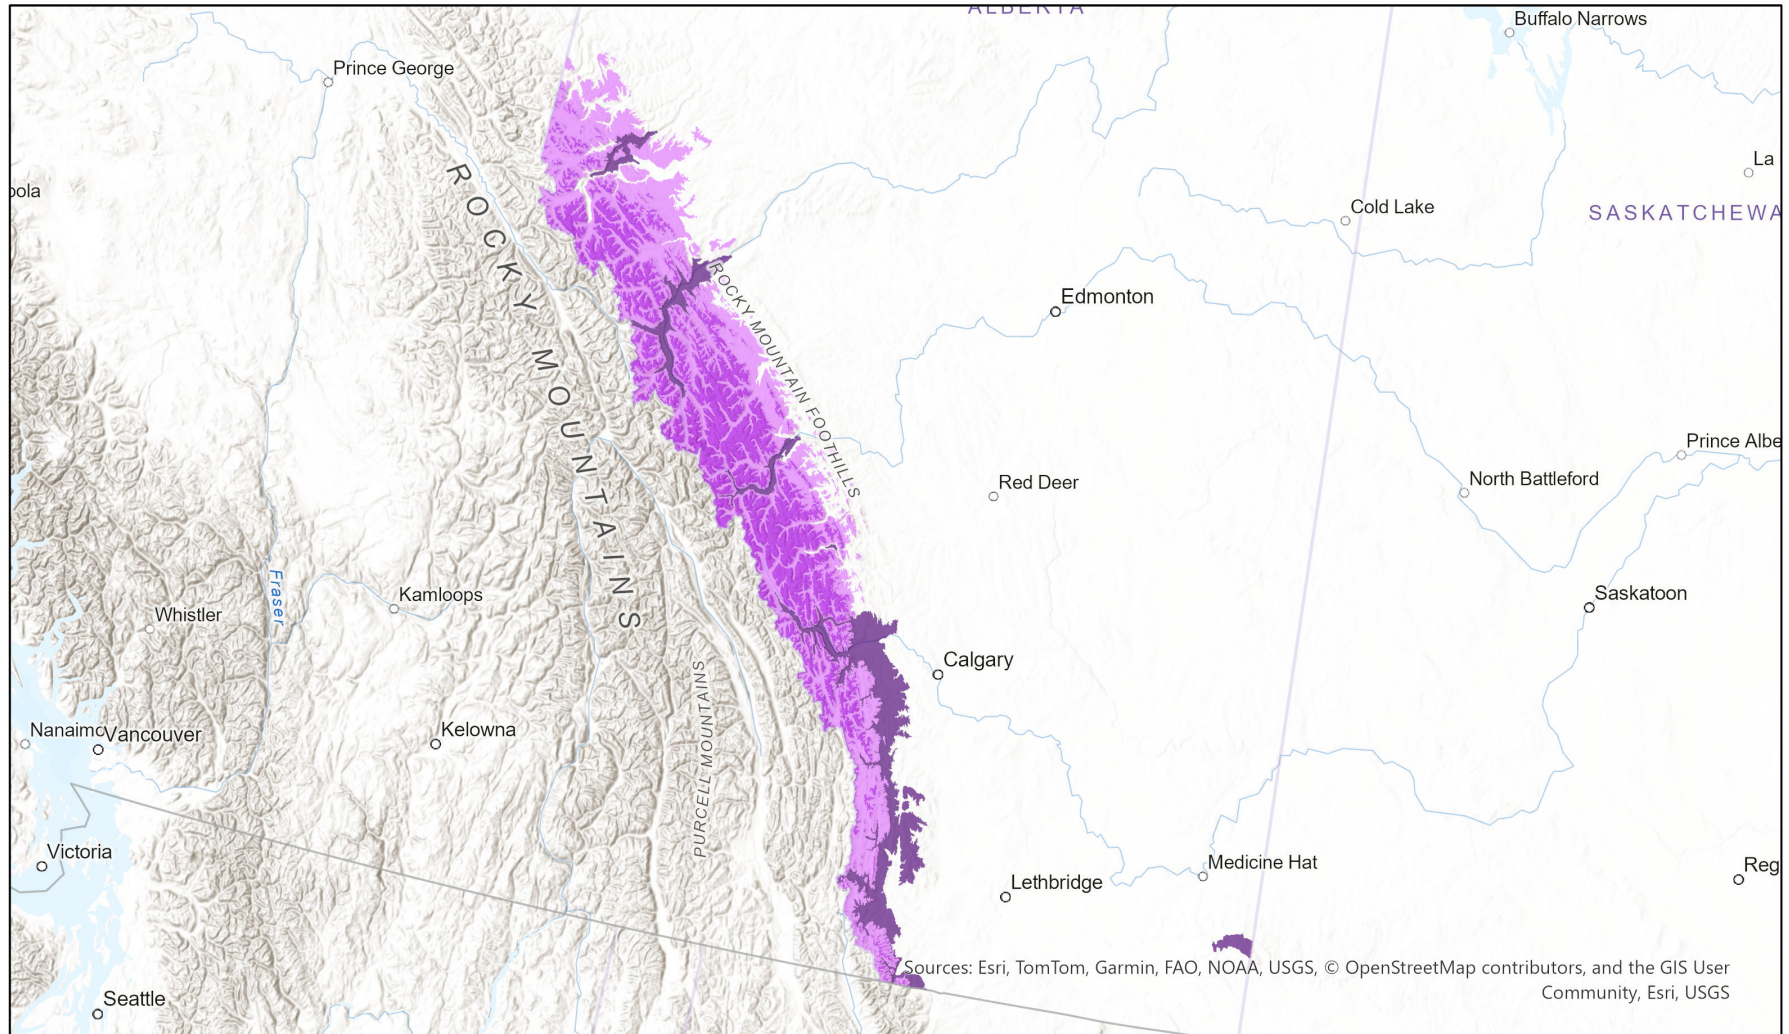 ALBERTA
Buffalo Narrows
Prince George
La
Cold Lake
SASKATCHEWA
ROCKY MOUNTAINS
Edmonton
ROCKY MOUNTAIN FOOTHILLS
Prince Albe
Red Deer
North Battleford
Fraser
Kamloops
Saskatoon
Whistler
Calgary
PURCELL MOUNTAINS
Nanaimo
Vancouver
Kelowna
Victoria
Medicine Hat
Reg
Lethbridge
Sources: Esri, TomTom, Garmin, FAO, NOAA, USGS, © OpenStreetMap contributors, and the GIS User
Community, Esri, USGS
Seattle